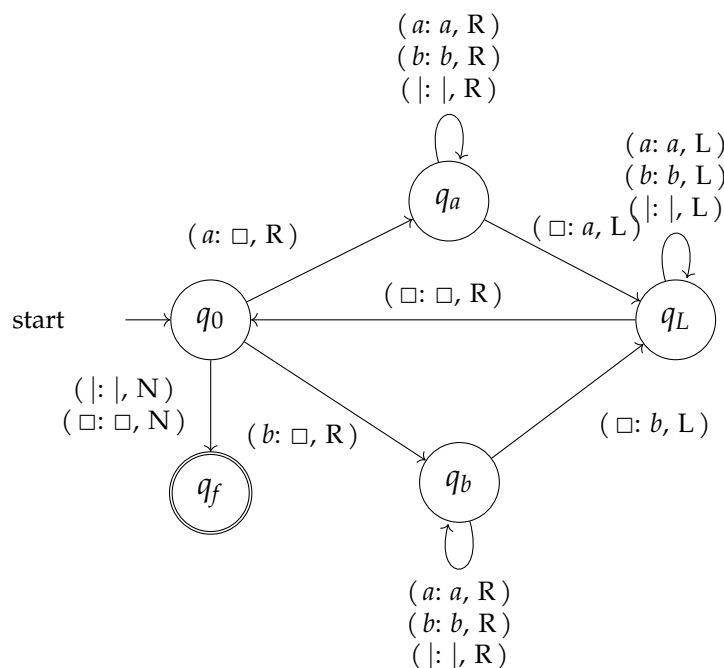 ( a: a, R)
( b: b, R)
( |: |, R)
( a: a, L)
( b: b, L)
( |: |, L)
q_a
( a: □, R)
( □: a, L)
( □: □, R)
start
q_0
q_L
( |: |, N)
( □: □, N)
( b: □, R)
( □: b, L)
q_f
q_b
( a: a, R)
( b: b, R)
( |: |, R)